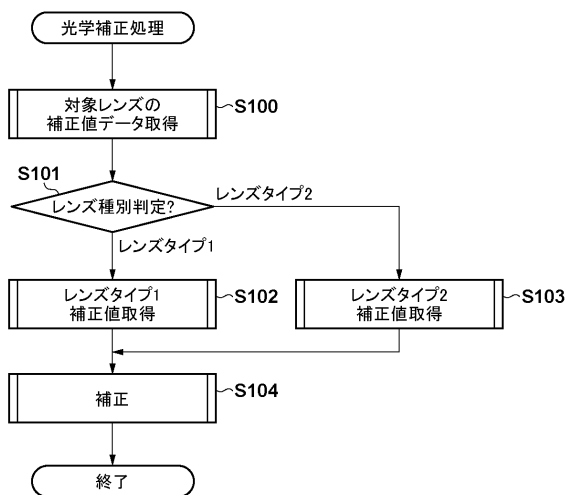 光学補正処理
対象レンズの
補正値データ取得
S100
S101
レンズ種別判定?
レンズタイプ2
レンズタイプ1
レンズタイプ1
補正値取得
S102
レンズタイプ2
補正値取得
S103
補正
S104
終了